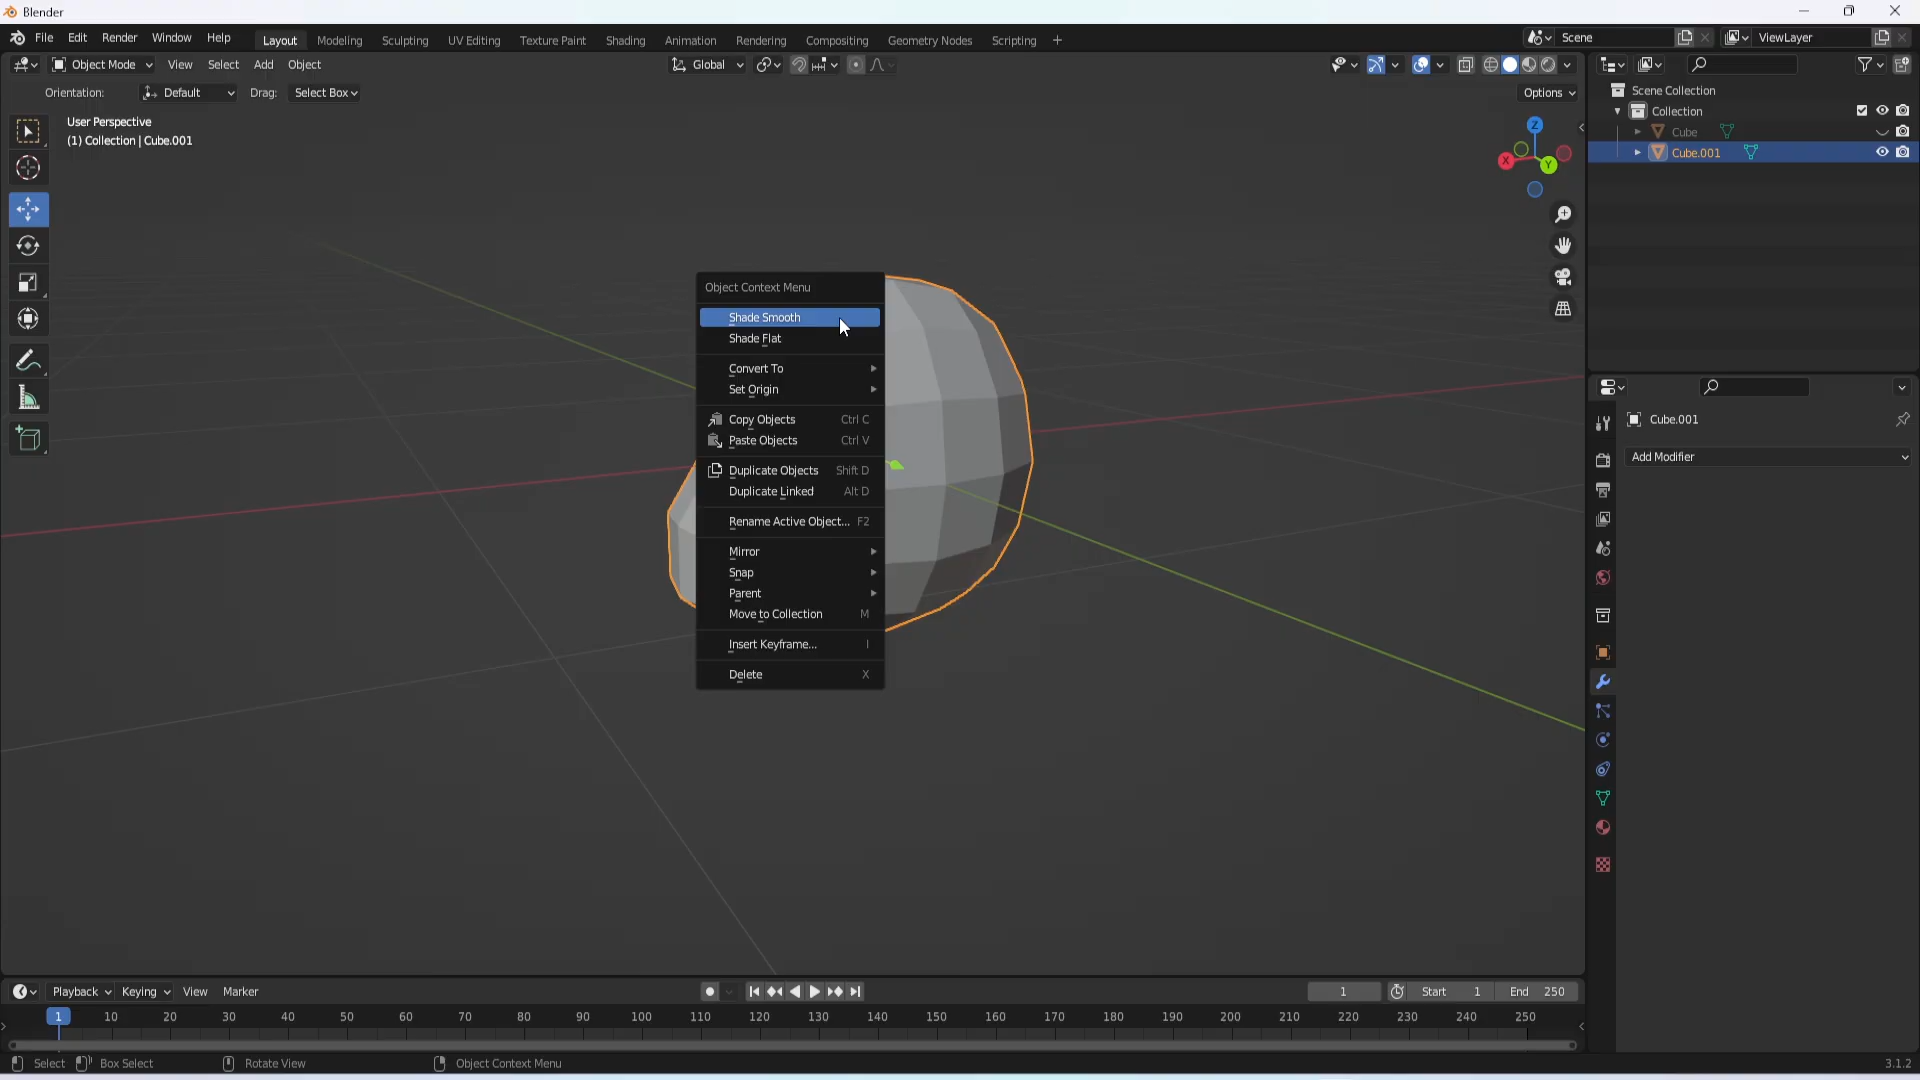 Blender
File Edit Render Window Help
Layout Modeling Sculpting UV Editing Texture Paint Shading Animation Rendering Compositing Geometry Nodes Scripting +
Scene
ViewLayer
Object Mode View Select Add Object
Global
Orientation: Default Drag: Select Box
Options
User Perspective
(1) Collection | Cube.001
Z
X
Y
Scene Collection
Collection
Cube
Cube.001
Object Context Menu
Shade Smooth
Shade Flat
Convert To
Set Origin
Copy Objects Ctrl C
Paste Objects Ctrl V
Duplicate Objects Shift D
Duplicate Linked Alt D
Rename Active Object... F2
Mirror
Snap
Parent
Move to Collection M
Insert Keyframe... I
Delete X
Cube.001
Add Modifier
Playback Keying View Marker
1 Start 1 End 250
1 10 20 30 40 50 60 70 80 90 100 110 120 130 140 150 160 170 180 190 200 210 220 230 240 250
Select Box Select Rotate View Object Context Menu
3.1.2